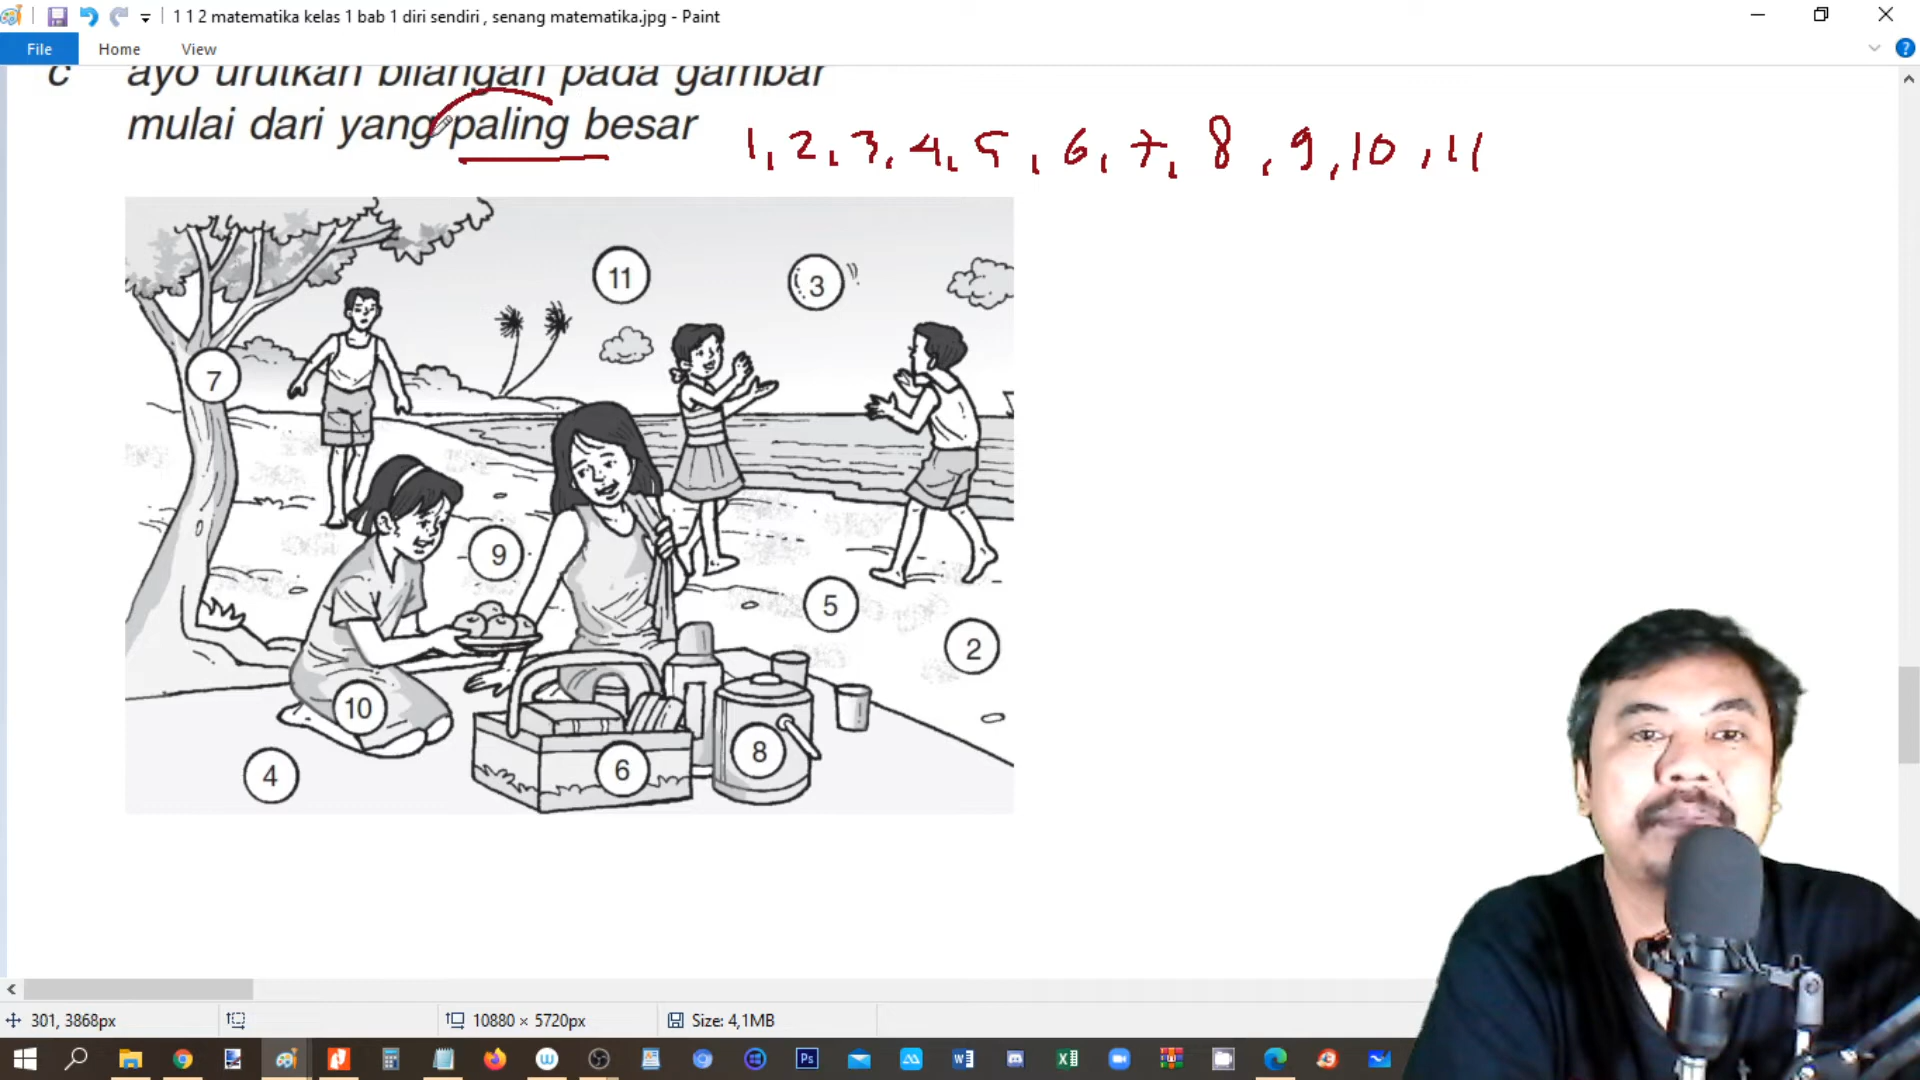 1 1 2 matematika kelas 1 bab 1 diri sendiri , senang matematika.jpg - Paint
File Home View
c ayo urutkan bilangan pada gambar
mulai dari yang paling besar
1, 2, 3, 4, 5, 6, 7, 8, 9, 10, 11
11
3
7
9
5
2
10
8
6
4
301, 3868px
10880 × 5720px
Size: 4,1MB